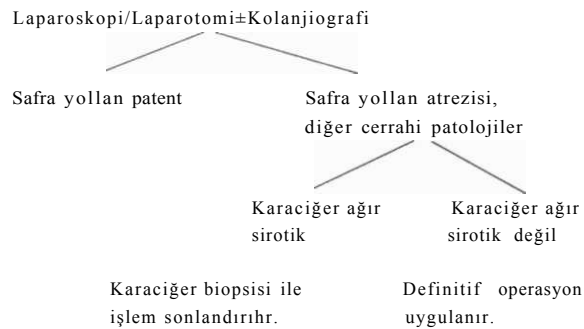 Laparoskopi/Laparotomi±Kolanjiografi
Safra yollan patent
Safra yollan atrezisi,
diğer cerrahi patolojiler
Karaciğer ağır
sirotik
Karaciğer ağır
sirotik değil
Karaciğer biopsisi ile
işlem sonlandırıhr.
Definitif operasyon
uygulanır.